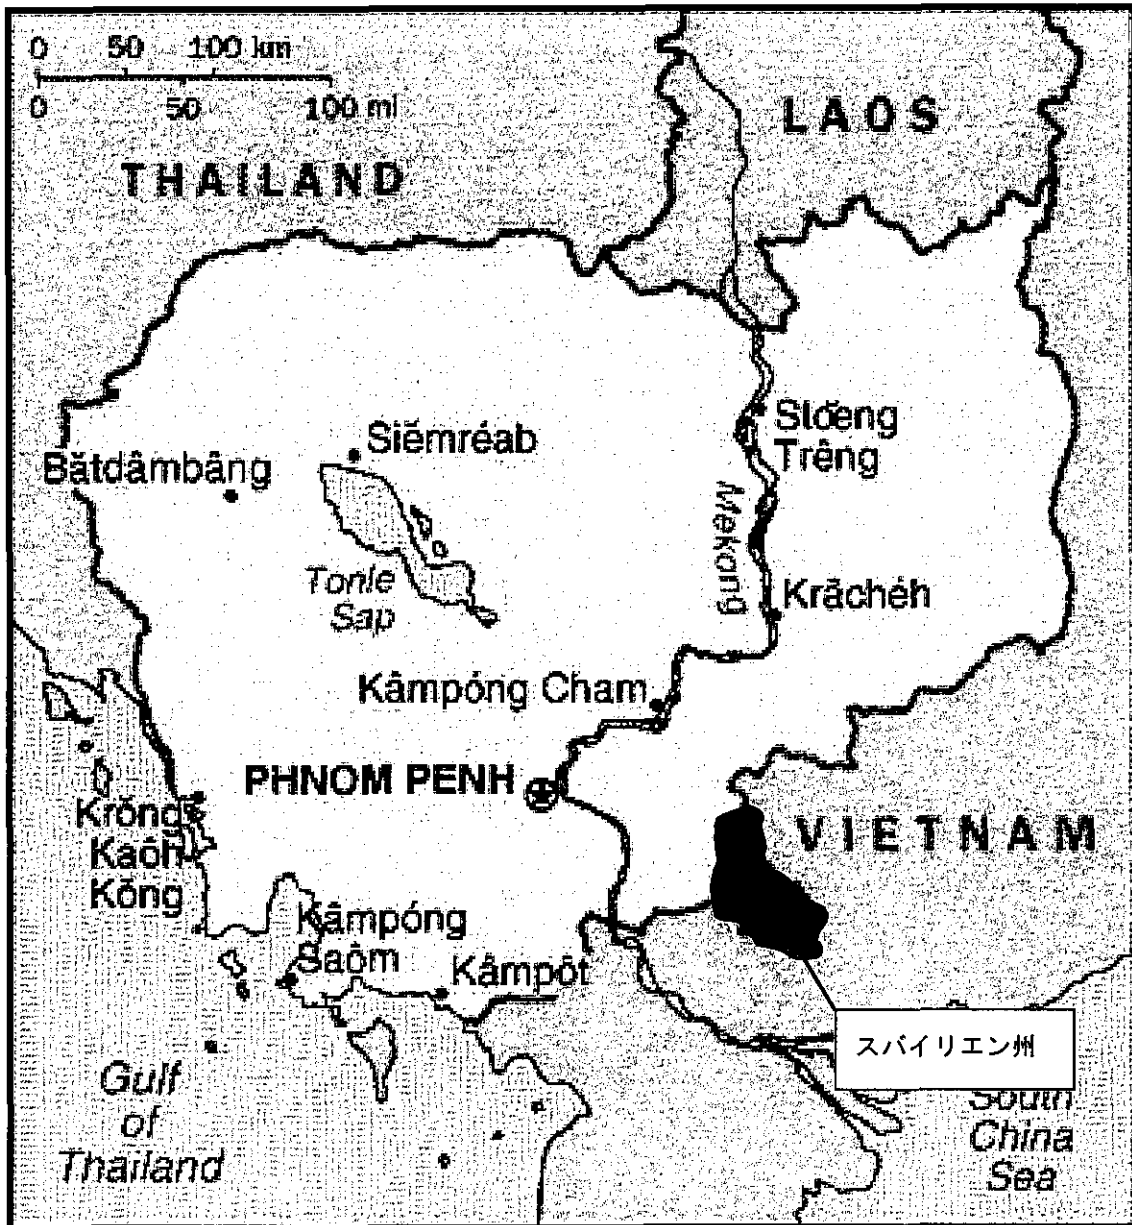 0 50 100 km
0 50 100 mi
LAOS
THAILAND
Siĕmréab
Bătdâmbâng
Stoĕng
Trêng
Mekong
Tonle
Sap
Krâchéh
Kâmpóng Cham
PHNOM PENH
VIETNAM
Krŏng
Kaôh
Kŏng
Kâmpóng
Saôm
Kâmpôt
スバイリエン州
Gulf
of
Thailand
South
China
Sea